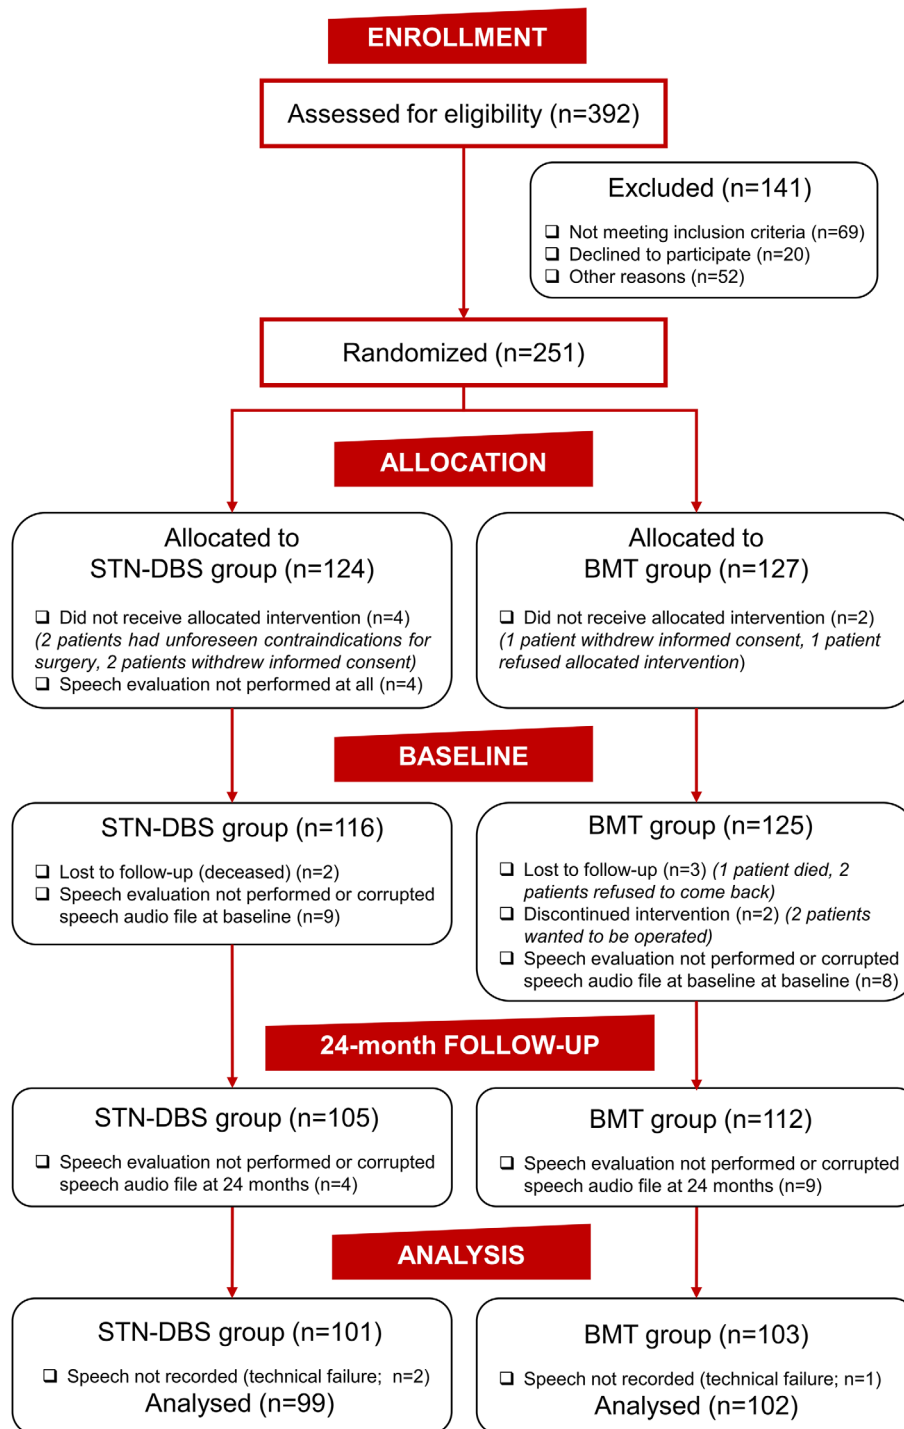 ENROLLMENT
Assessed for eligibility (n=392)
Excluded (n=141)
❑ Not meeting inclusion criteria (n=69)
❑ Declined to participate (n=20)
❑ Other reasons (n=52)
Randomized (n=251)
ALLOCATION
Allocated to
STN-DBS group (n=124)
❑ Did not receive allocated intervention (n=4)
(2 patients had unforeseen contraindications for
surgery, 2 patients withdrew informed consent)
❑ Speech evaluation not performed at all (n=4)
Allocated to
BMT group (n=127)
❑ Did not receive allocated intervention (n=2)
(1 patient withdrew informed consent, 1 patient
refused allocated intervention)
BASELINE
STN-DBS group (n=116)
❑ Lost to follow-up (deceased) (n=2)
❑ Speech evaluation not performed or corrupted
speech audio file at baseline (n=9)
BMT group (n=125)
❑ Lost to follow-up (n=3) (1 patient died, 2
patients refused to come back)
❑ Discontinued intervention (n=2) (2 patients
wanted to be operated)
❑ Speech evaluation not performed or corrupted
speech audio file at baseline at baseline (n=8)
24-month FOLLOW-UP
STN-DBS group (n=105)
❑ Speech evaluation not performed or corrupted
speech audio file at 24 months (n=4)
BMT group (n=112)
❑ Speech evaluation not performed or corrupted
speech audio file at 24 months (n=9)
ANALYSIS
STN-DBS group (n=101)
❑ Speech not recorded (technical failure; n=2)
Analysed (n=99)
BMT group (n=103)
❑ Speech not recorded (technical failure; n=1)
Analysed (n=102)